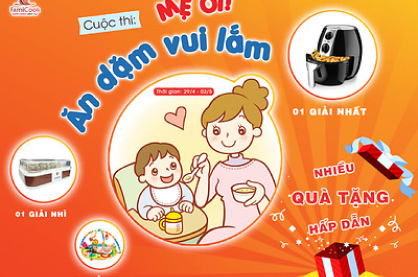 FamiCook
Cuộc thi:
MẸ ƠI!
Ăn dặm vui lắm
Thời gian: 29/4 - 03/5
01 GIẢI NHẤT
01 GIẢI NHÌ
NHIỀU
QUÀ TẶNG
HẤP DẪN